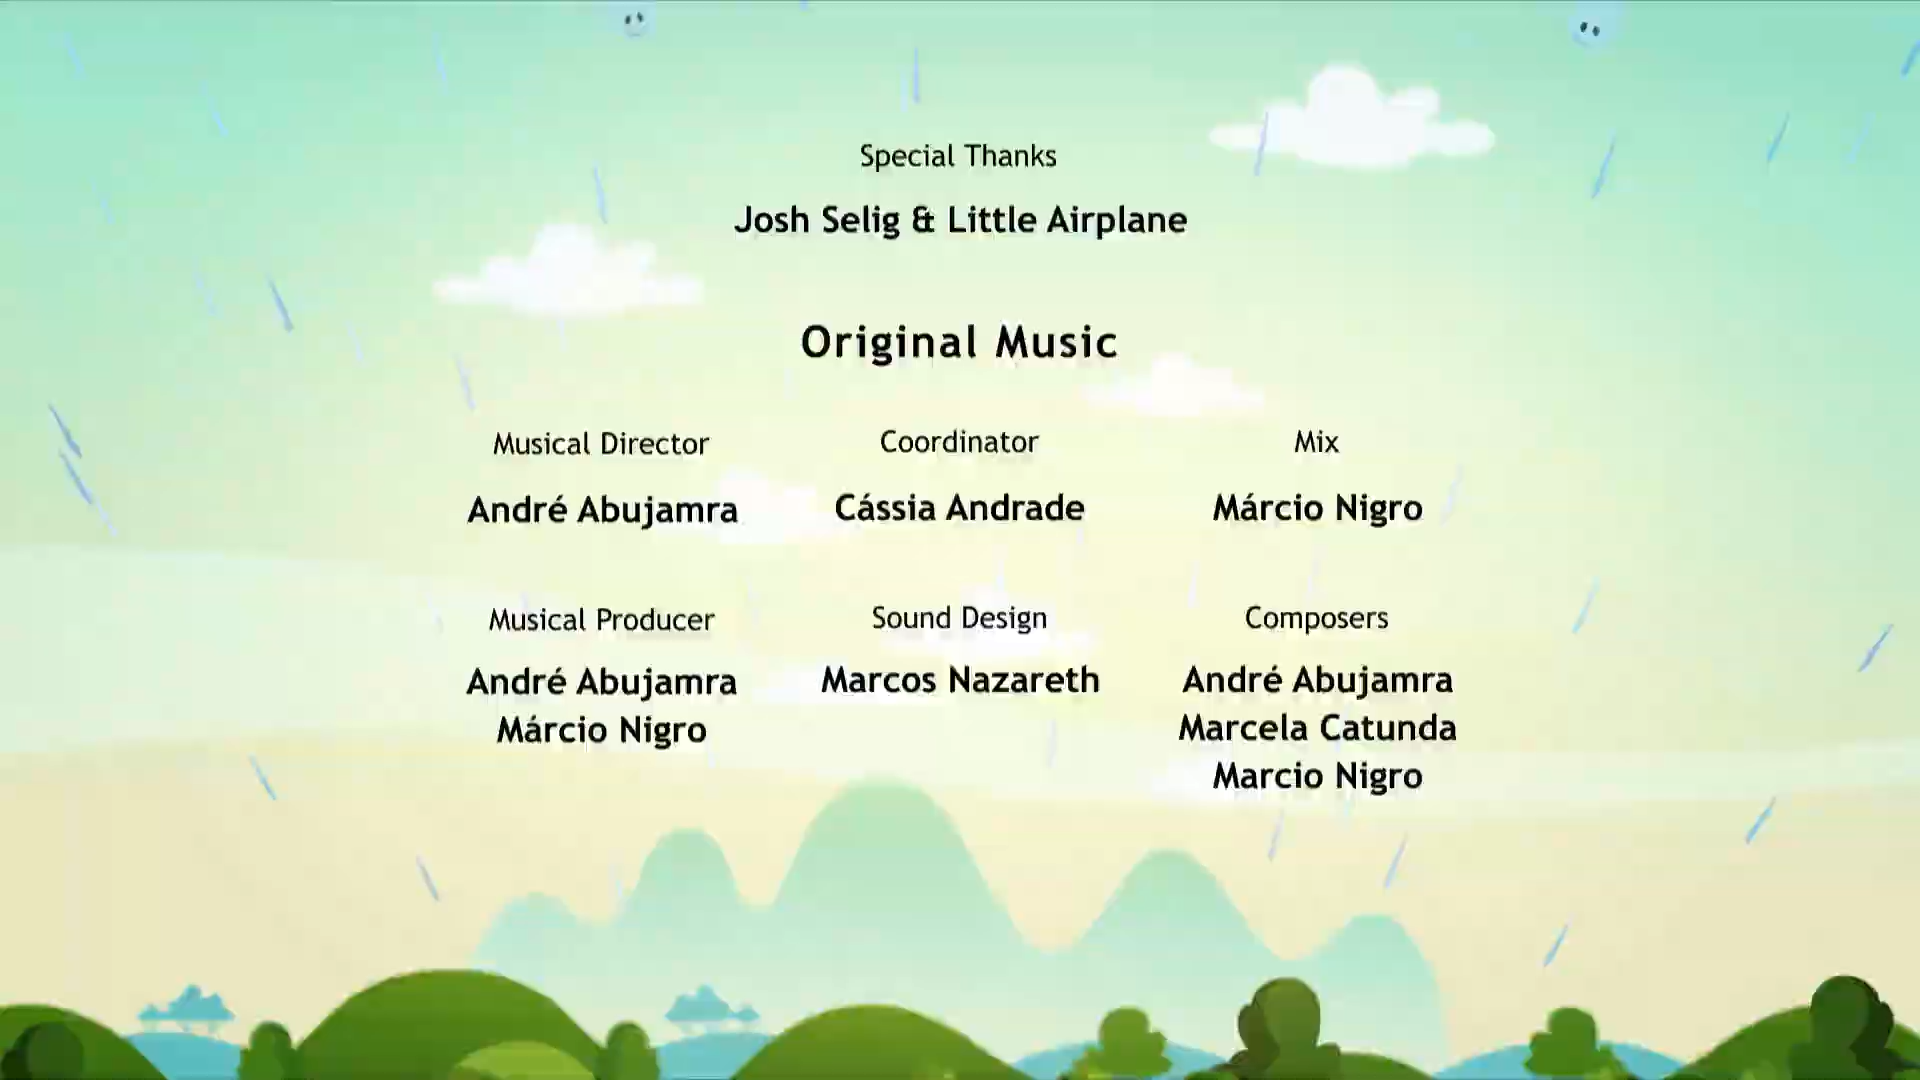 Special Thanks
Josh Selig & Little Airplane
Original Music
Musical Director
André Abujamra
Coordinator
Cássia Andrade
Mix
Márcio Nigro
Musical Producer
André Abujamra
Márcio Nigro
Sound Design
Marcos Nazareth
Composers
André Abujamra
Marcela Catunda
Marcio Nigro